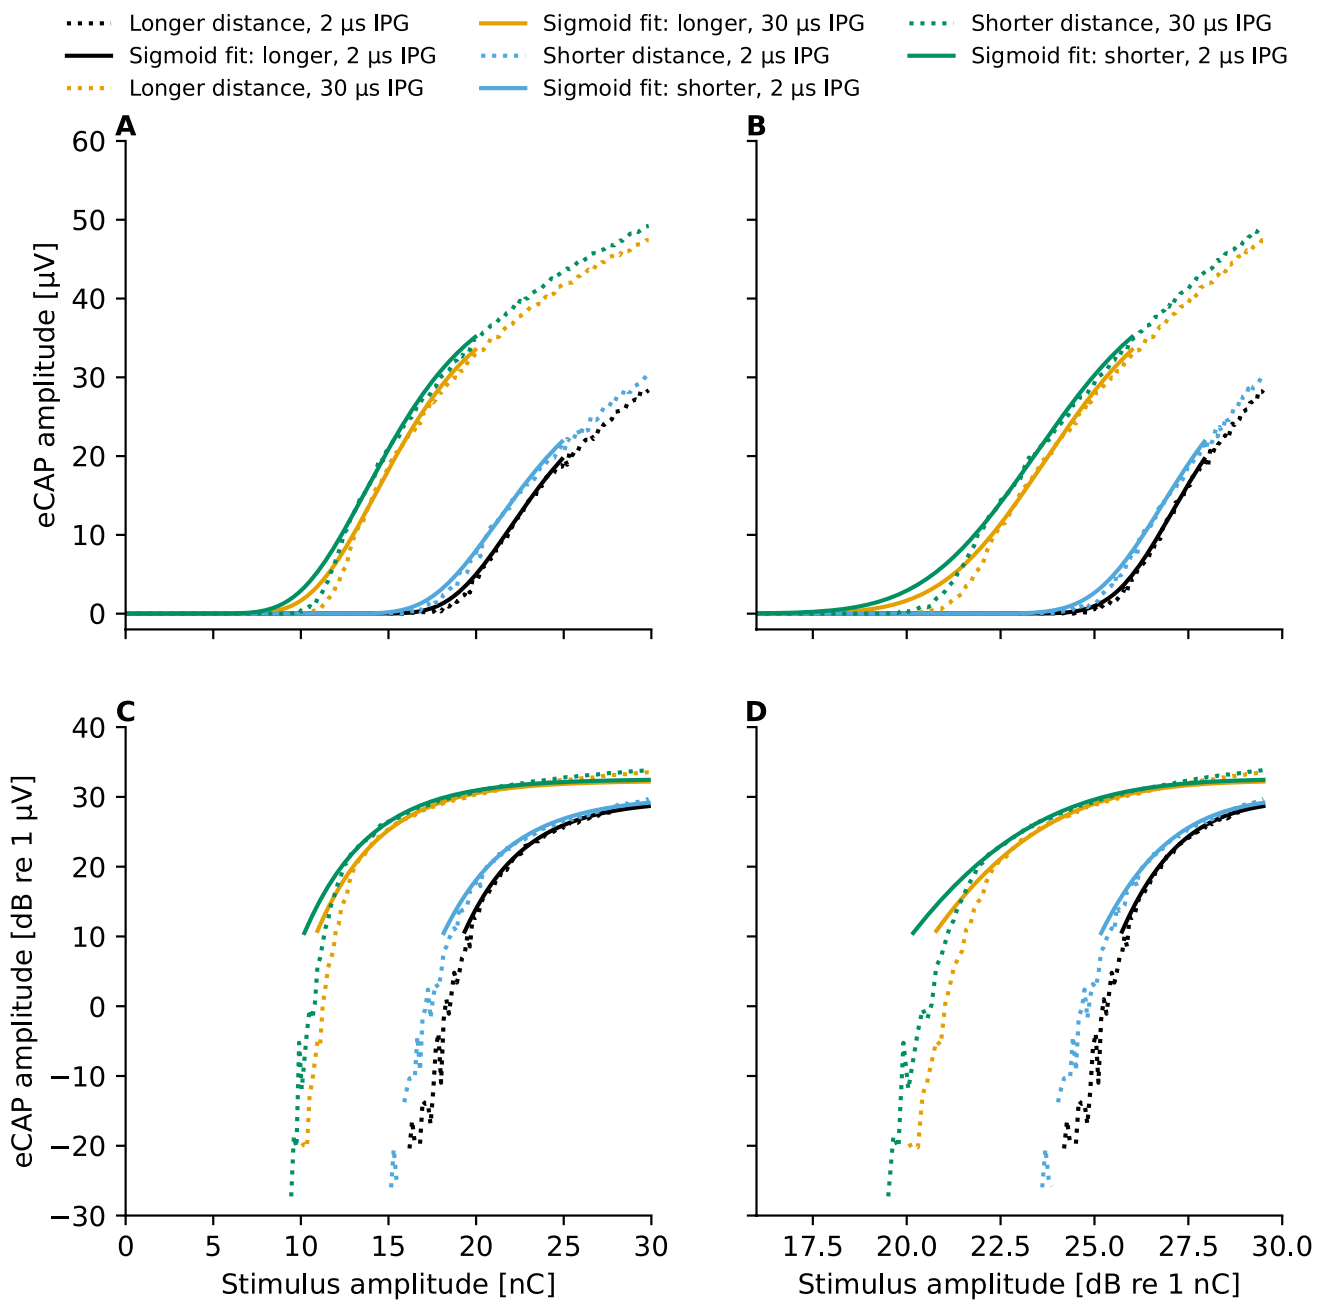 Longer distance, 2 µs IPG
Sigmoid fit: longer, 2 µs IPG
Longer distance, 30 µs IPG
Sigmoid fit: longer, 30 µs IPG
Shorter distance, 2 µs IPG
Sigmoid fit: shorter, 2 µs IPG
Shorter distance, 30 µs IPG
Sigmoid fit: shorter, 2 µs IPG
A
60
50
40
30
20
10
0
eCAP amplitude [µV]
B
C
40
30
20
10
0
−10
−20
−30
eCAP amplitude [dB re 1 µV]
0 5 10 15 20 25 30
Stimulus amplitude [nC]
D
17.5 20.0 22.5 25.0 27.5 30.0
Stimulus amplitude [dB re 1 nC]